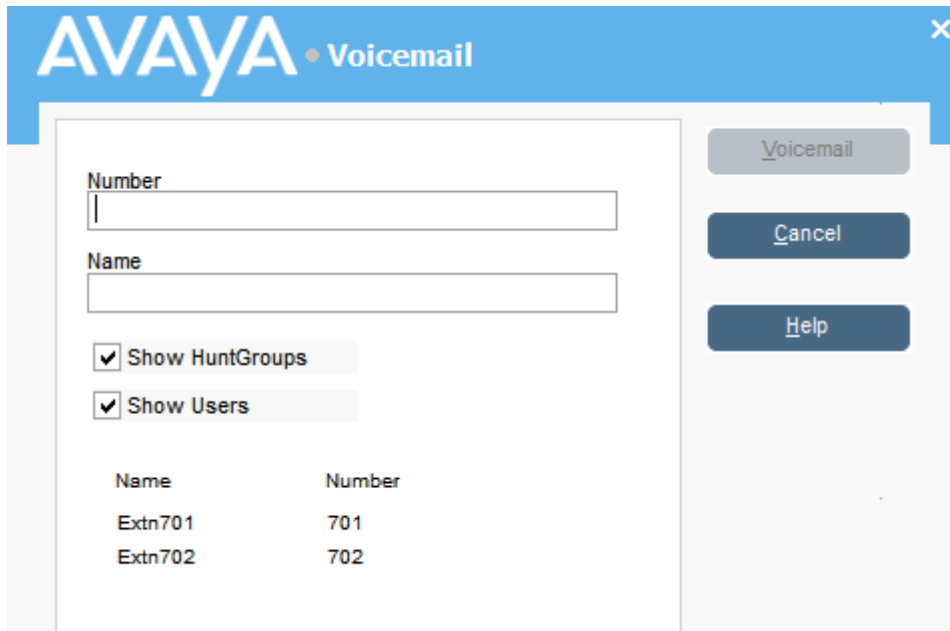 AVAYA • Voicemail
Number
Name
Show HuntGroups
Show Users
Name Number
Extn701 701
Extn702 702
Voicemail
Cancel
Help